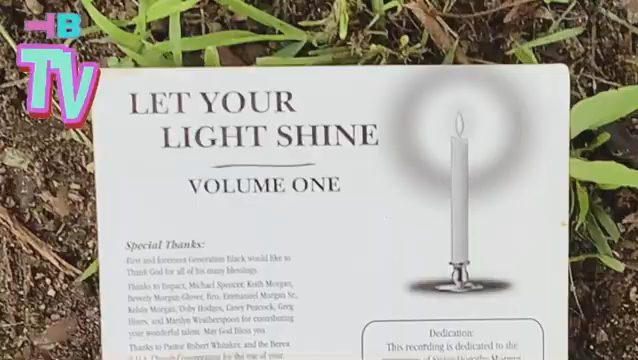 HB
TV
LET YOUR
LIGHT SHINE
VOLUME ONE
Special Thanks:
First and foremost Generation Black would like to
Thank God for all of his many blessings.
Thanks to Impact, Michael Spencer, Keith Morgan,
Beverly Morgan-Glover, Bro. Emmanuel Morgan Sr.,
Kelvin Morgan, Osby Hodges, Casey Peacock, Greg
Hines, and Marilyn Weatherspoon for contributing
your wonderful talent. May God Bless you.
Thanks to Pastor Robert Whitaker, and the Berea
Dedication:
This recording is dedicated to the